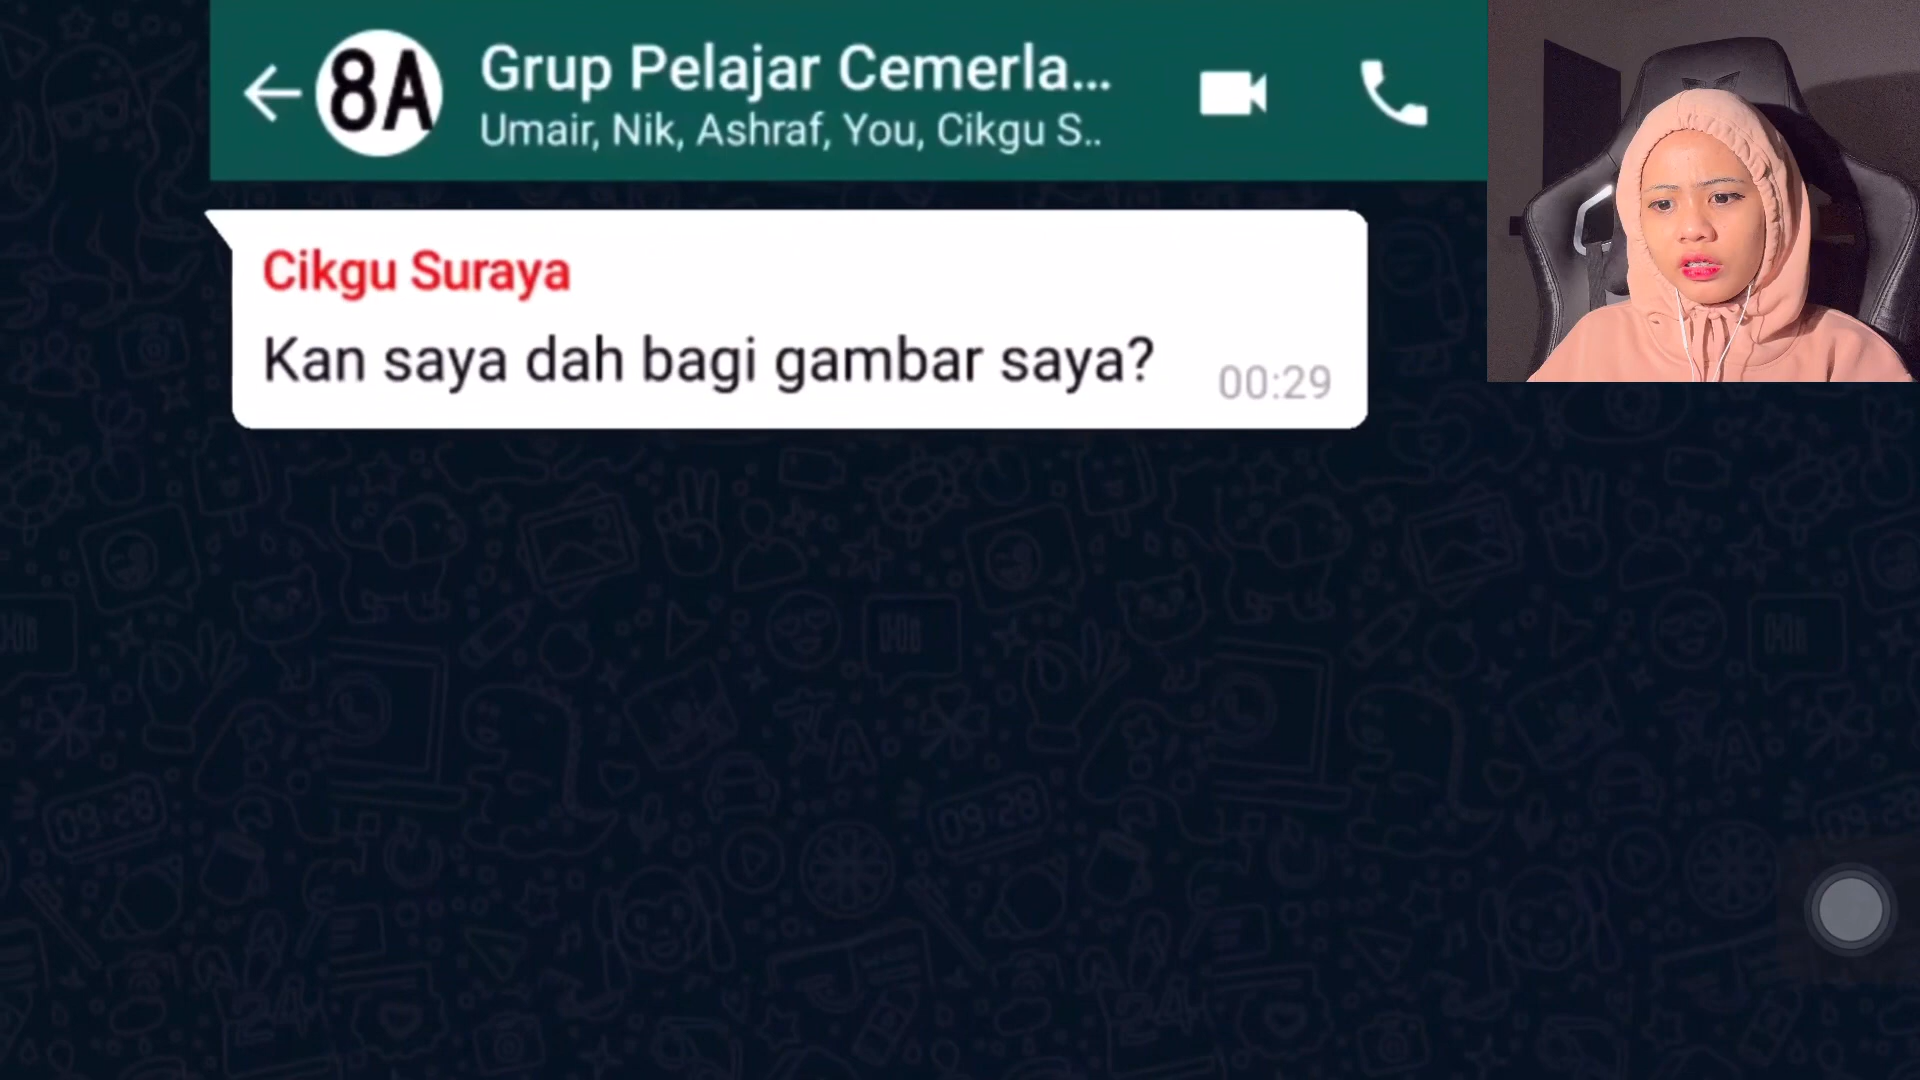 8A
Grup Pelajar Cemerla...
Umair, Nik, Ashraf, You, Cikgu S..
Cikgu Suraya
Kan saya dah bagi gambar saya?
00:29